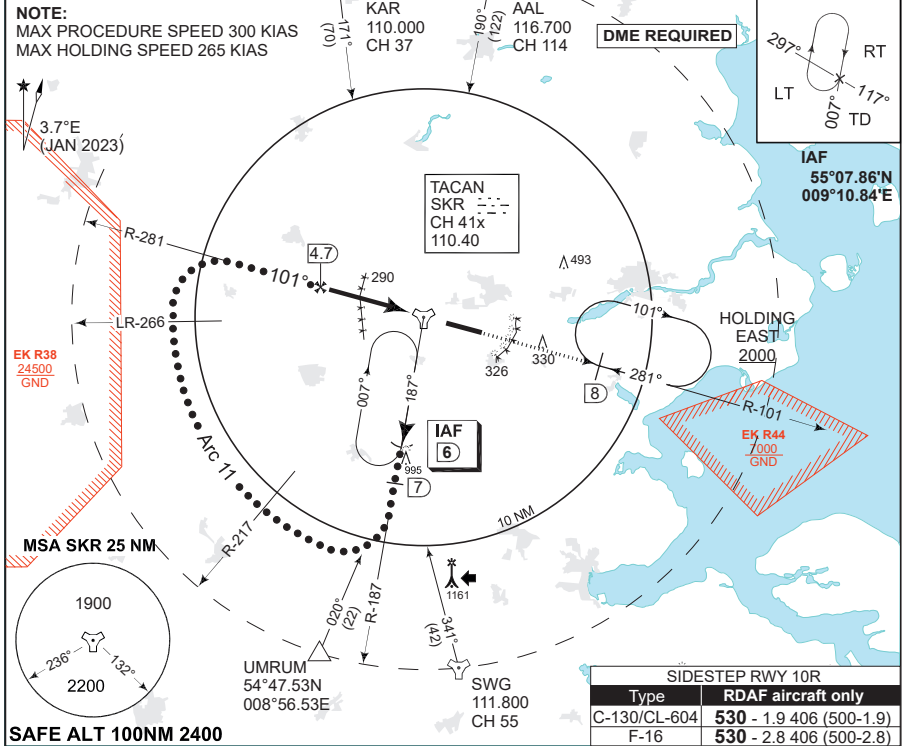 NOTE:
MAX PROCEDURE SPEED 300 KIAS
MAX HOLDING SPEED 265 KIAS
171°
(70)
KAR
110.000
CH 37
190°
(122)
AAL
116.700
CH 114
DME REQUIRED
297°
RT
LT
117°
007°
TD
IAF
55°07.86'N
009°10.84'E
3.7°E
(JAN 2023)
TACAN
SKR
CH 41x
110.40
R-281
4.7
101°
290
493
LR-266
101°
HOLDING
EAST
2000
330
326
8
281°
R-101
EK R38
24500
GND
007°
187°
IAF
6
995
7
EK R44
7000
GND
Arc 11
R-217
10 NM
MSA SKR 25 NM
1900
236°
132°
2200
020°
(22)
R-187
341°
(42)
1161
UMRUM
54°47.53N
008°56.53E
SWG
111.800
CH 55
SAFE ALT 100NM 2400
SIDESTEP RWY 10R
Type RDAF aircraft only
C-130/CL-604 530 - 1.9 406 (500-1.9)
F-16 530 - 2.8 406 (500-2.8)